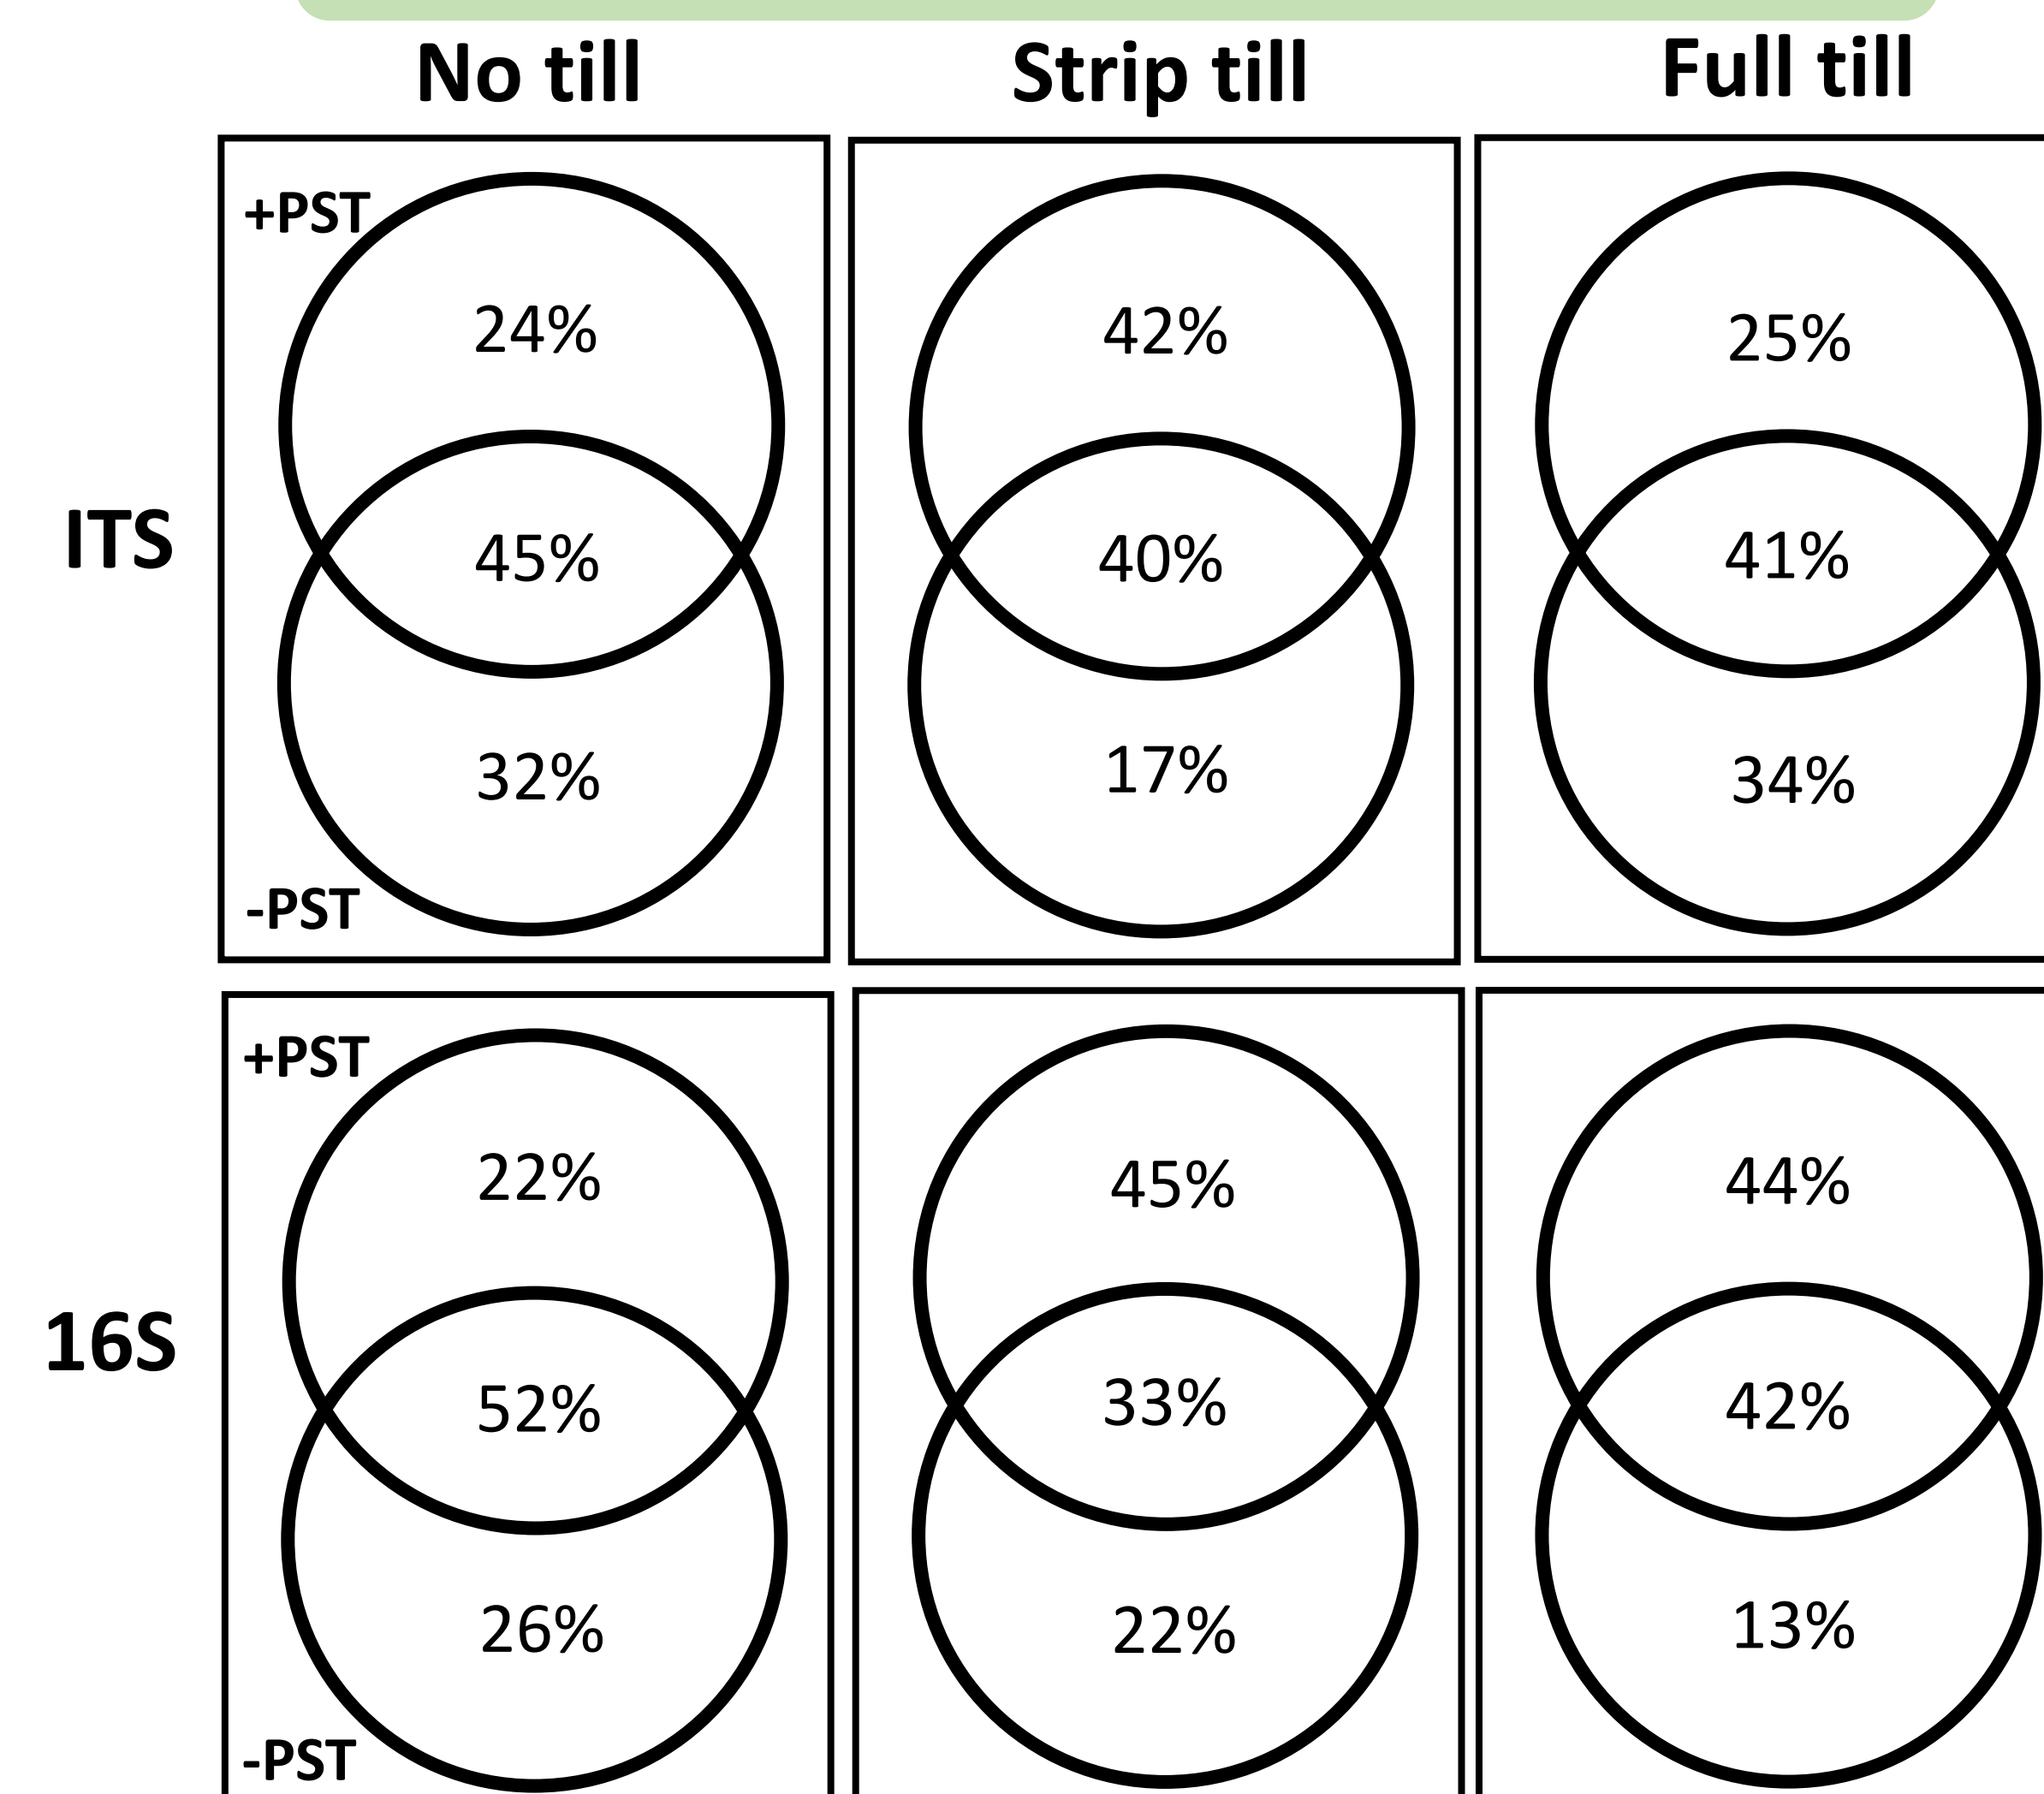 No till Strip till Full till
+PST
24% 42% 25%
ITS 45% 40% 41%
32% 17% 34%
-PST
+PST
22% 45% 44%
16S 52% 33% 42%
26% 22% 13%
-PST